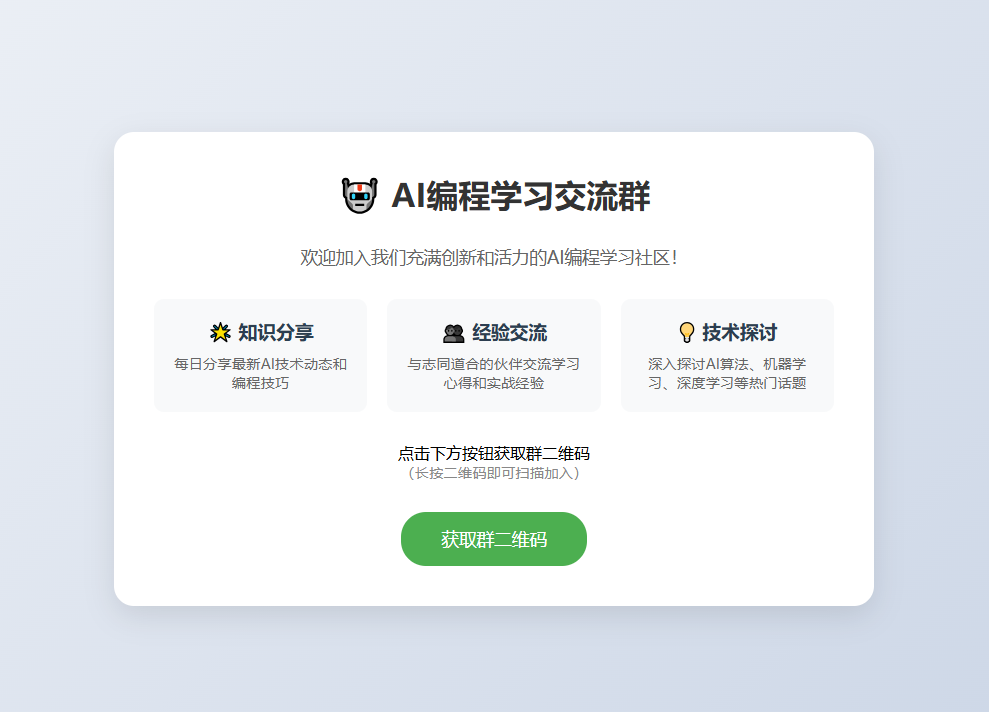 AI编程学习交流群
欢迎加入我们充满创新和活力的AI编程学习社区！
知识分享
每日分享最新AI技术动态和
编程技巧
经验交流
与志同道合的伙伴交流学习
心得和实战经验
技术探讨
深入探讨AI算法、机器学
习、深度学习等热门话题
点击下方按钮获取群二维码
（长按二维码即可扫描加入）
获取群二维码